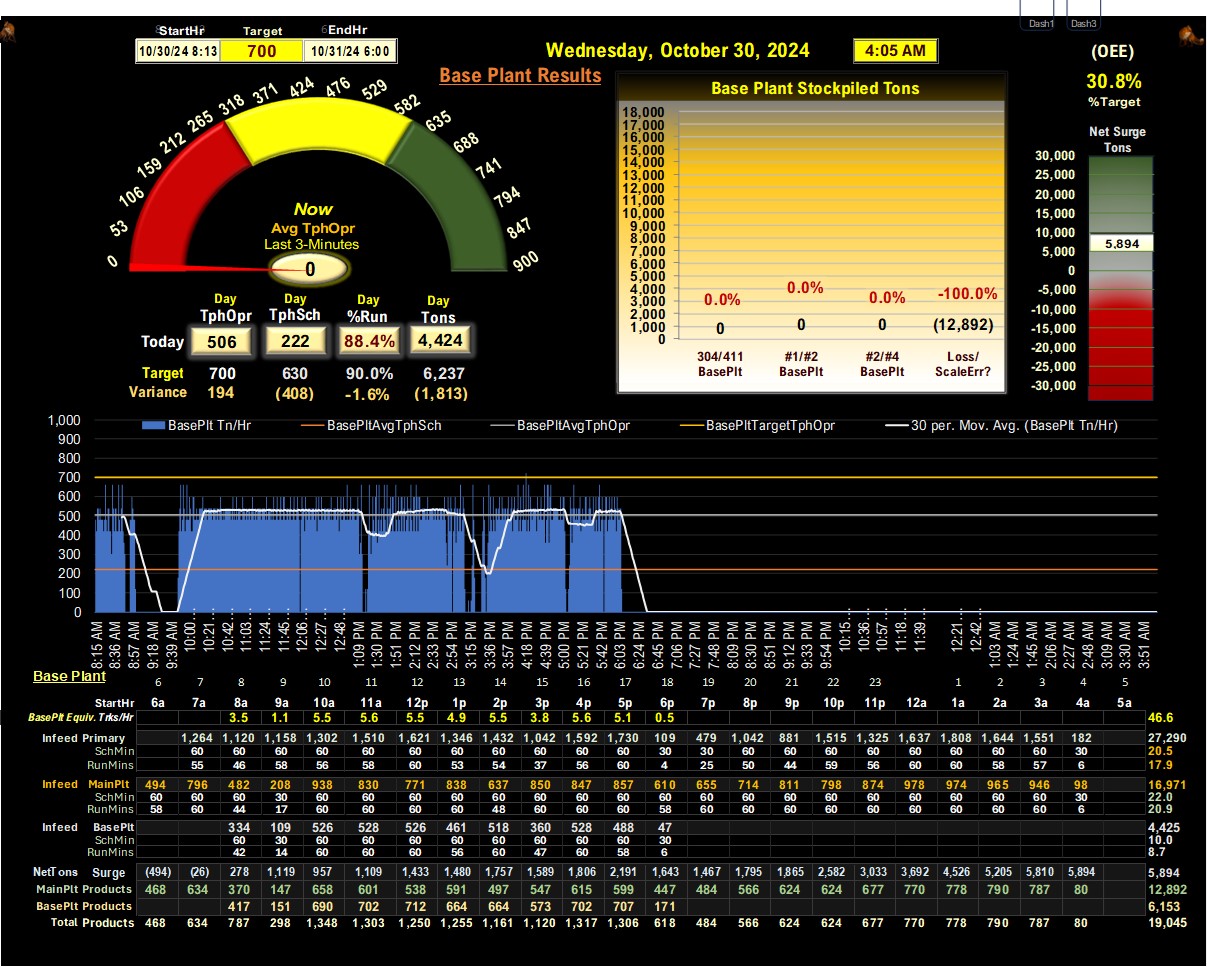 Dash1 Dash3
StartHr Target EndHr
10/30/24 8:13 700 10/31/24 6:00
Wednesday, October 30, 2024 4:05 AM
Base Plant Results
(OEE)
30.8%
%Target
Net Surge
Tons
30,000
25,000
20,000
15,000
10,000
5,894
5,000
0
-5,000
-10,000
-15,000
-20,000
-25,000
-30,000
0 53 106 159 212 265 318 371 424 476 529 582 635 688 741 794 847 900
Now
Avg TphOpr
Last 3-Minutes
0
Day Day Day Day
TphOpr TphSch %Run Tons
Today 506 222 88.4% 4,424
Target 700 630 90.0% 6,237
Variance 194 (408) -1.6% (1,813)
Base Plant Stockpiled Tons
18,000
17,000
16,000
15,000
14,000
13,000
12,000
11,000
10,000
9,000
8,000
7,000
6,000
5,000
4,000
3,000
2,000
1,000
0
0.0% 0.0% 0.0% -100.0%
0 0 0 (12,892)
304/411 #1/#2 #2/#4 Loss/
BasePlt BasePlt BasePlt ScaleErr?
BasePlt Tn/Hr BasePltAvgTphSch BasePltAvgTphOpr BasePltTargetTphOpr 30 per. Mov. Avg. (BasePlt Tn/Hr)
1,000
900
800
700
600
500
400
300
200
100
0
8:15 AM 8:36 AM 8:57 AM 9:18 AM 9:39 AM 10:00... 10:21... 10:42... 11:03... 11:24... 11:45... 12:06... 12:27... 12:48... 1:09 PM 1:30 PM 1:51 PM 2:12 PM 2:33 PM 2:54 PM 3:15 PM 3:36 PM 3:57 PM 4:18 PM 4:39 PM 5:00 PM 5:21 PM 5:42 PM 6:03 PM 6:24 PM 6:45 PM 7:06 PM 7:27 PM 7:48 PM 8:09 PM 8:30 PM 8:51 PM 9:12 PM 9:33 PM 9:54 PM 10:15... 10:36... 10:57... 11:18... 11:39... 12:21... 12:42... 1:03 AM 1:24 AM 1:45 AM 2:06 AM 2:27 AM 2:48 AM 3:09 AM 3:30 AM 3:51 AM
Base Plant 6 7 8 9 10 11 12 13 14 15 16 17 18 19 20 21 22 23 1 2 3 4 5
StartHr 6a 7a 8a 9a 10a 11a 12p 1p 2p 3p 4p 5p 6p 7p 8p 9p 10p 11p 12a 1a 2a 3a 4a 5a
BasePlt Equiv. Trks/Hr 3.5 1.1 5.5 5.6 5.5 4.9 5.5 3.8 5.6 5.1 0.5 46.6
Infeed Primary 1,264 1,120 1,158 1,302 1,510 1,621 1,346 1,432 1,042 1,592 1,730 109 479 1,042 881 1,515 1,325 1,637 1,808 1,644 1,551 182 27,290
SchMin 60 60 60 60 60 60 60 60 60 60 60 30 30 60 60 60 60 60 60 60 60 30 20.9
RunMins 55 46 58 56 58 60 53 54 37 56 60 4 25 50 44 59 56 60 60 58 57 6 17.9
Infeed MainPlt 494 796 482 208 938 830 771 838 637 850 847 857 610 655 714 811 798 874 978 974 965 946 98 16,971
SchMin 60 60 60 30 60 60 60 60 60 60 60 60 60 60 60 60 60 60 60 60 60 60 30 22.0
RunMins 58 60 44 17 60 60 60 60 48 60 60 60 58 60 60 60 60 60 60 60 60 60 6 20.9
Infeed BasePlt 334 109 526 528 526 461 518 360 528 488 47 4,425
SchMin 60 30 60 60 60 60 60 60 60 60 30 10.0
RunMins 42 14 60 60 60 56 60 47 60 58 6 8.7
NetTons Surge (494) (26) 278 1,119 957 1,109 1,433 1,480 1,757 1,589 1,806 2,191 1,643 1,467 1,795 1,865 2,582 3,033 3,692 4,526 5,205 5,810 5,894 5,894
MainPlt Products 468 634 370 147 658 601 538 591 497 547 615 599 447 484 566 624 624 677 770 778 790 787 80 12,892
BasePlt Products 417 151 690 702 712 664 664 573 702 707 171 6,153
Total Products 468 634 787 298 1,348 1,303 1,250 1,255 1,161 1,120 1,317 1,306 618 484 566 624 624 677 770 778 790 787 80 19,045